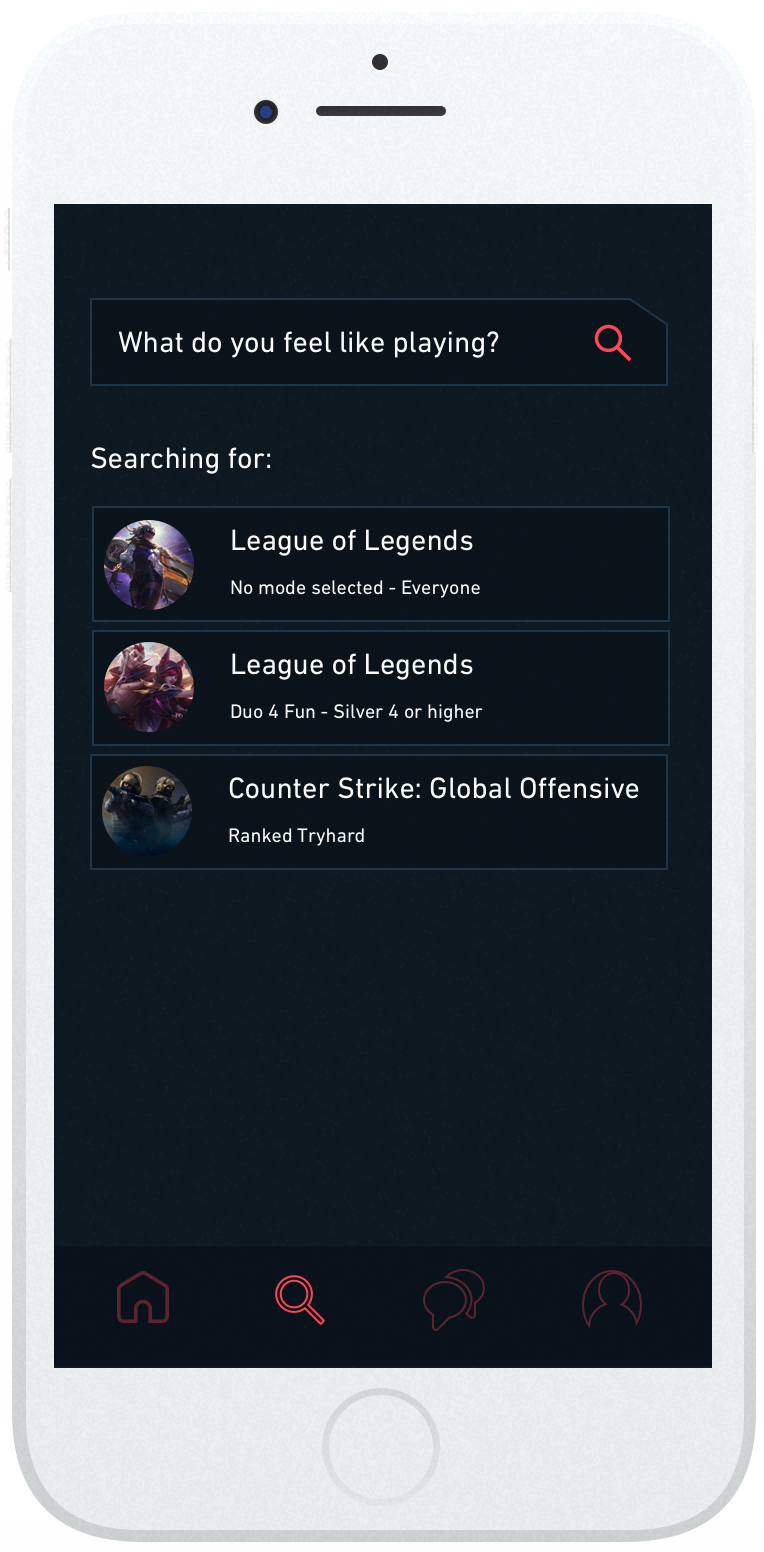 What do you feel like playing?
Searching for:
League of Legends
No mode selected - Everyone
League of Legends
Duo 4 Fun - Silver 4 or higher
Counter Strike: Global Offensive
Ranked Tryhard